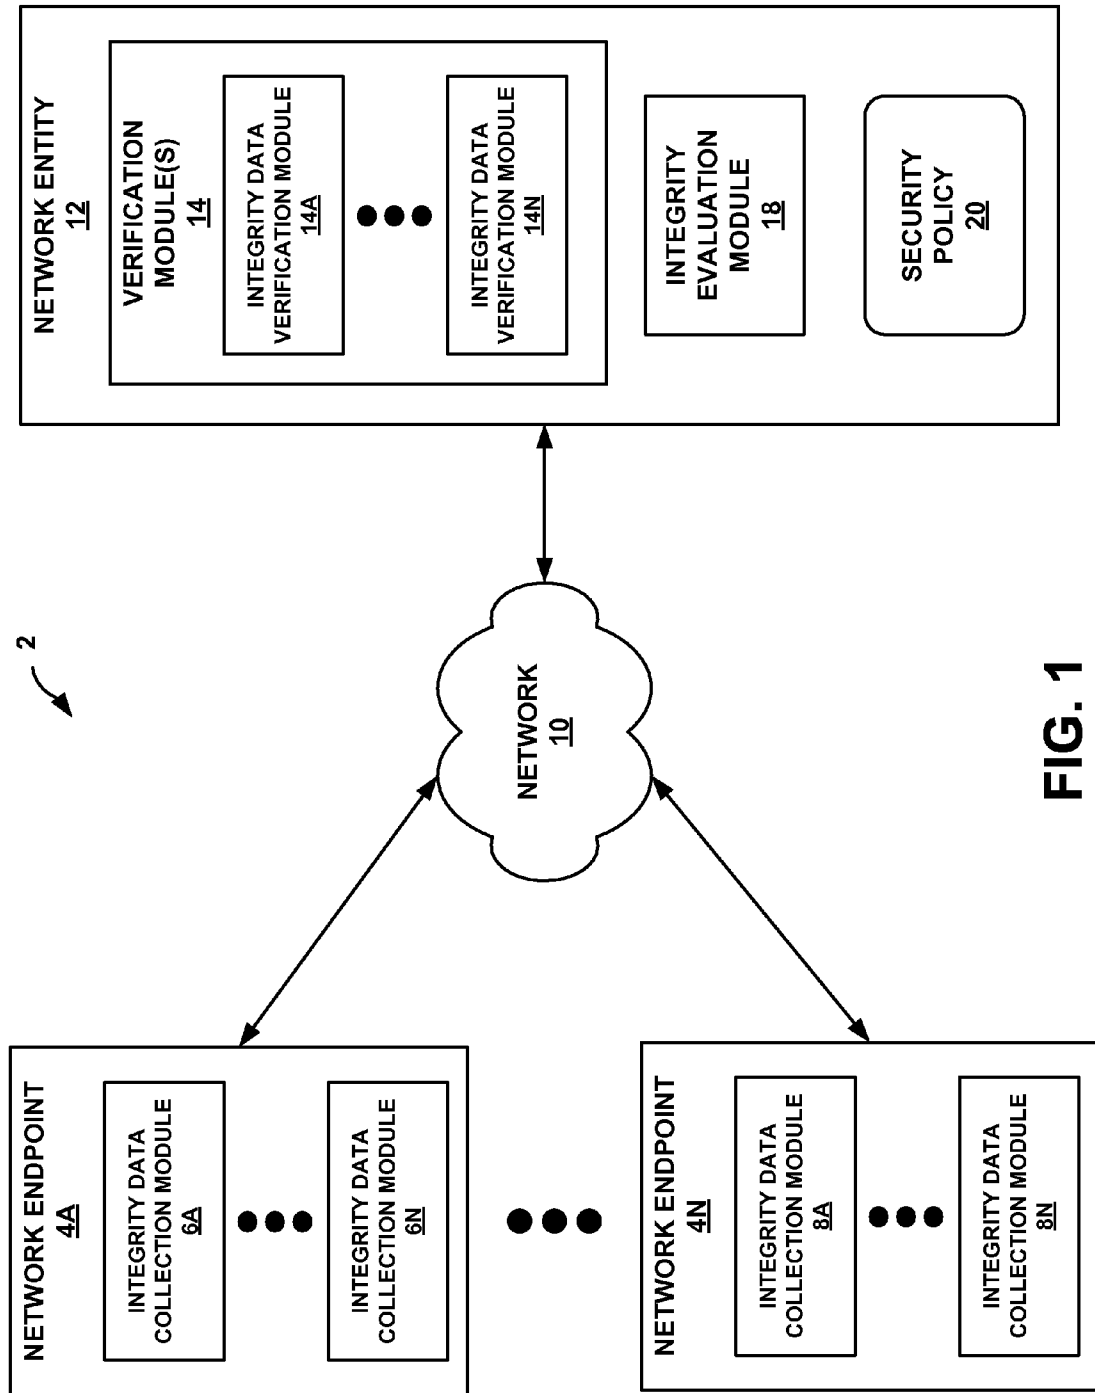 2
NETWORK ENDPOINT
4A
INTEGRITY DATA
COLLECTION MODULE
6A
INTEGRITY DATA
COLLECTION MODULE
6N
NETWORK ENDPOINT
4N
INTEGRITY DATA
COLLECTION MODULE
8A
INTEGRITY DATA
COLLECTION MODULE
8N
NETWORK
10
NETWORK ENTITY
12
VERIFICATION
MODULE(S)
14
INTEGRITY DATA
VERIFICATION MODULE
14A
INTEGRITY DATA
VERIFICATION MODULE
14N
INTEGRITY
EVALUATION
MODULE
18
SECURITY
POLICY
20
FIG. 1